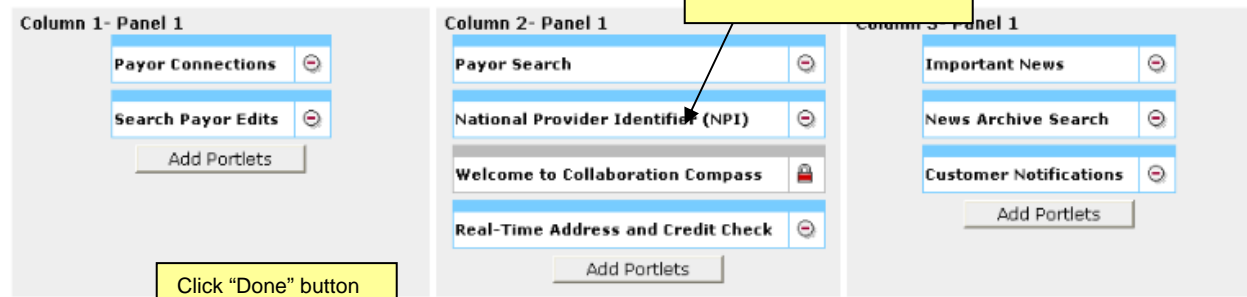 Column 1- Panel 1
Payor Connections
Search Payor Edits
Add Portlets
Click “Done” button
Column 2- Panel 1
Payor Search
National Provider Identifier (NPI)
Welcome to Collaboration Compass
Real-Time Address and Credit Check
Add Portlets
Column 3- Panel 1
Important News
News Archive Search
Customer Notifications
Add Portlets